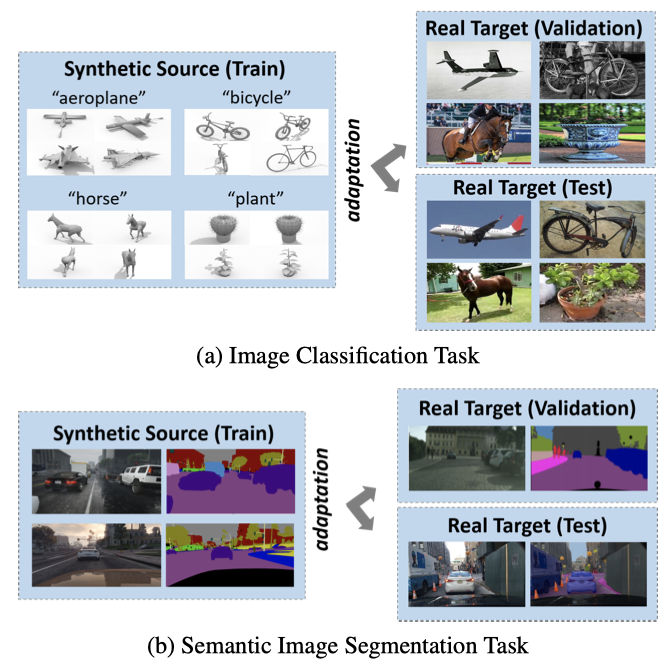 Synthetic Source (Train)
“aeroplane”
“bicycle”
“horse”
“plant”
adaptation
Real Target (Validation)
Real Target (Test)
(a) Image Classification Task
Synthetic Source (Train)
adaptation
Real Target (Validation)
Real Target (Test)
(b) Semantic Image Segmentation Task